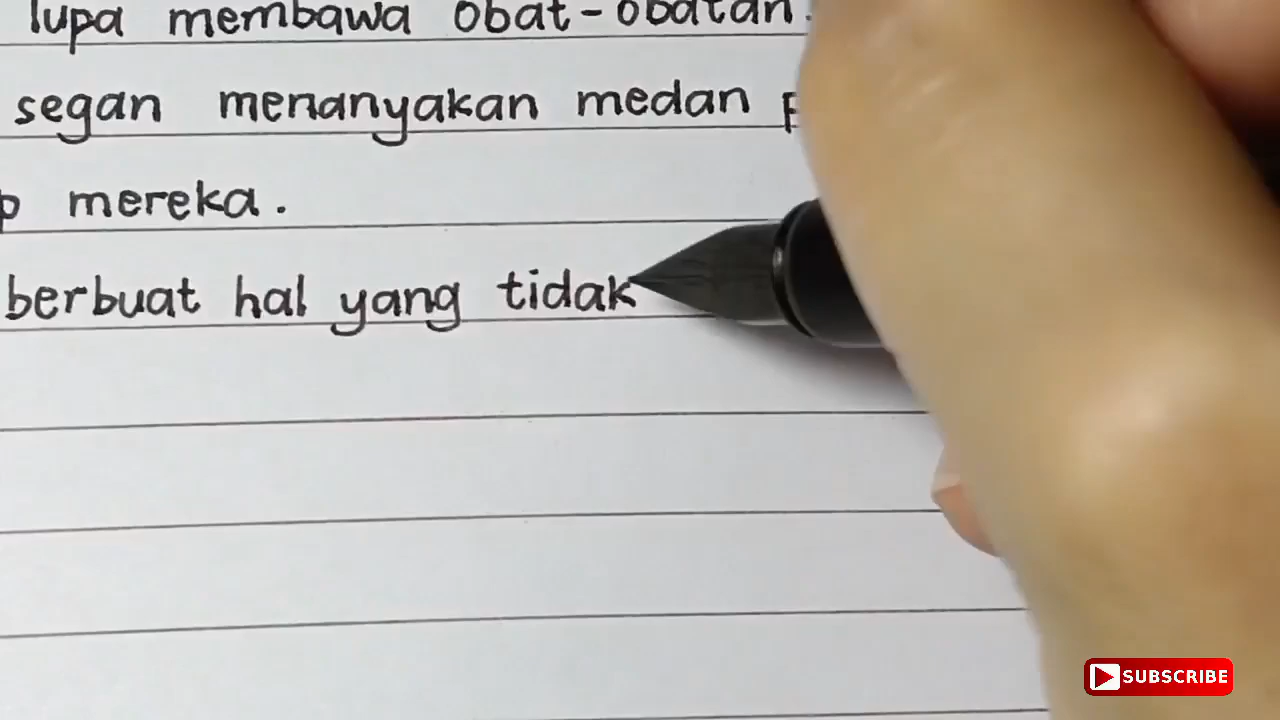 lupa membawa obat-obatan.
segan menanyakan medan
mereka.
berbuat hal yang tidak
SUBSCRIBE